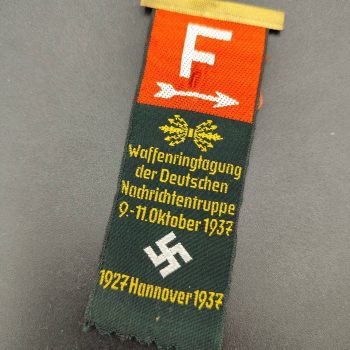 F
Waffenringtagung
der Deutschen
Nachrichtentruppe
9.-11.Oktober 1937
1927 Hannover 1937